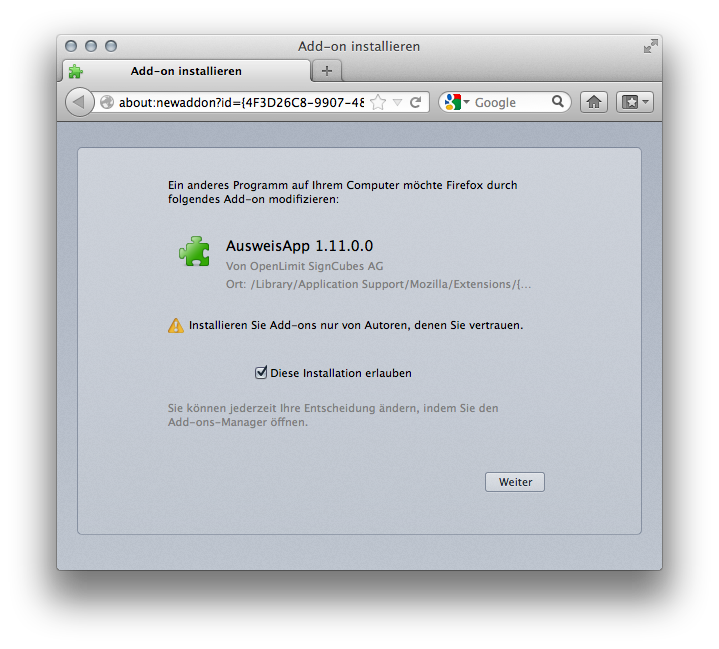 Add-on installieren
Add-on installieren
about:newaddon?id={4F3D26C8-9907-48
Google
Ein anderes Programm auf Ihrem Computer möchte Firefox durch
folgendes Add-on modifizieren:
AusweisApp 1.11.0.0
Von OpenLimit SignCubes AG
Ort: /Library/Application Support/Mozilla/Extensions/{...
Installieren Sie Add-ons nur von Autoren, denen Sie vertrauen.
Diese Installation erlauben
Sie können jederzeit Ihre Entscheidung ändern, indem Sie den
Add-ons-Manager öffnen.
Weiter